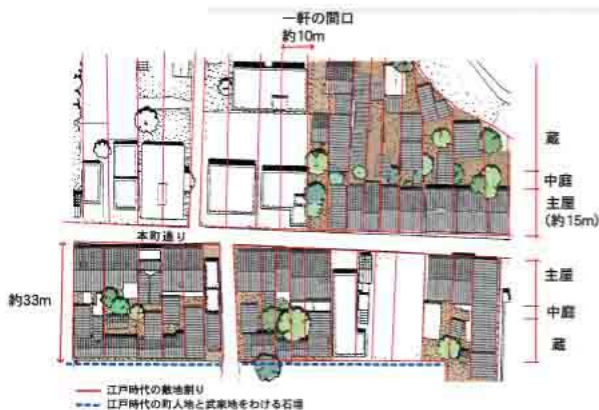 一軒の間口
約10m
蔵
中庭
主屋
(約15m)
本町通り
約33m
主屋
中庭
蔵
江戸時代の敷地割り
江戸時代の町人地と武家地をわける石垣